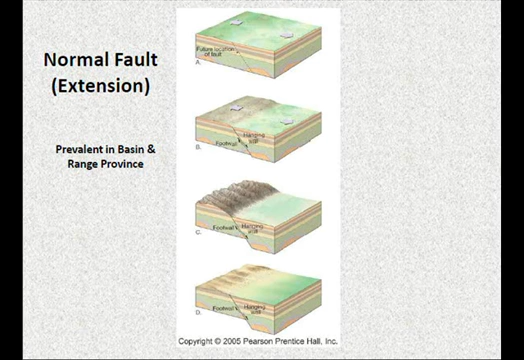 Normal Fault
(Extension)
Prevalent in Basin &
Range Province
Future location
of fault
A.
Hanging
wall
Footwall
B.
Footwall
Hanging
wall
C.
Footwall
Hanging
wall
D.
Copyright © 2005 Pearson Prentice Hall, Inc.